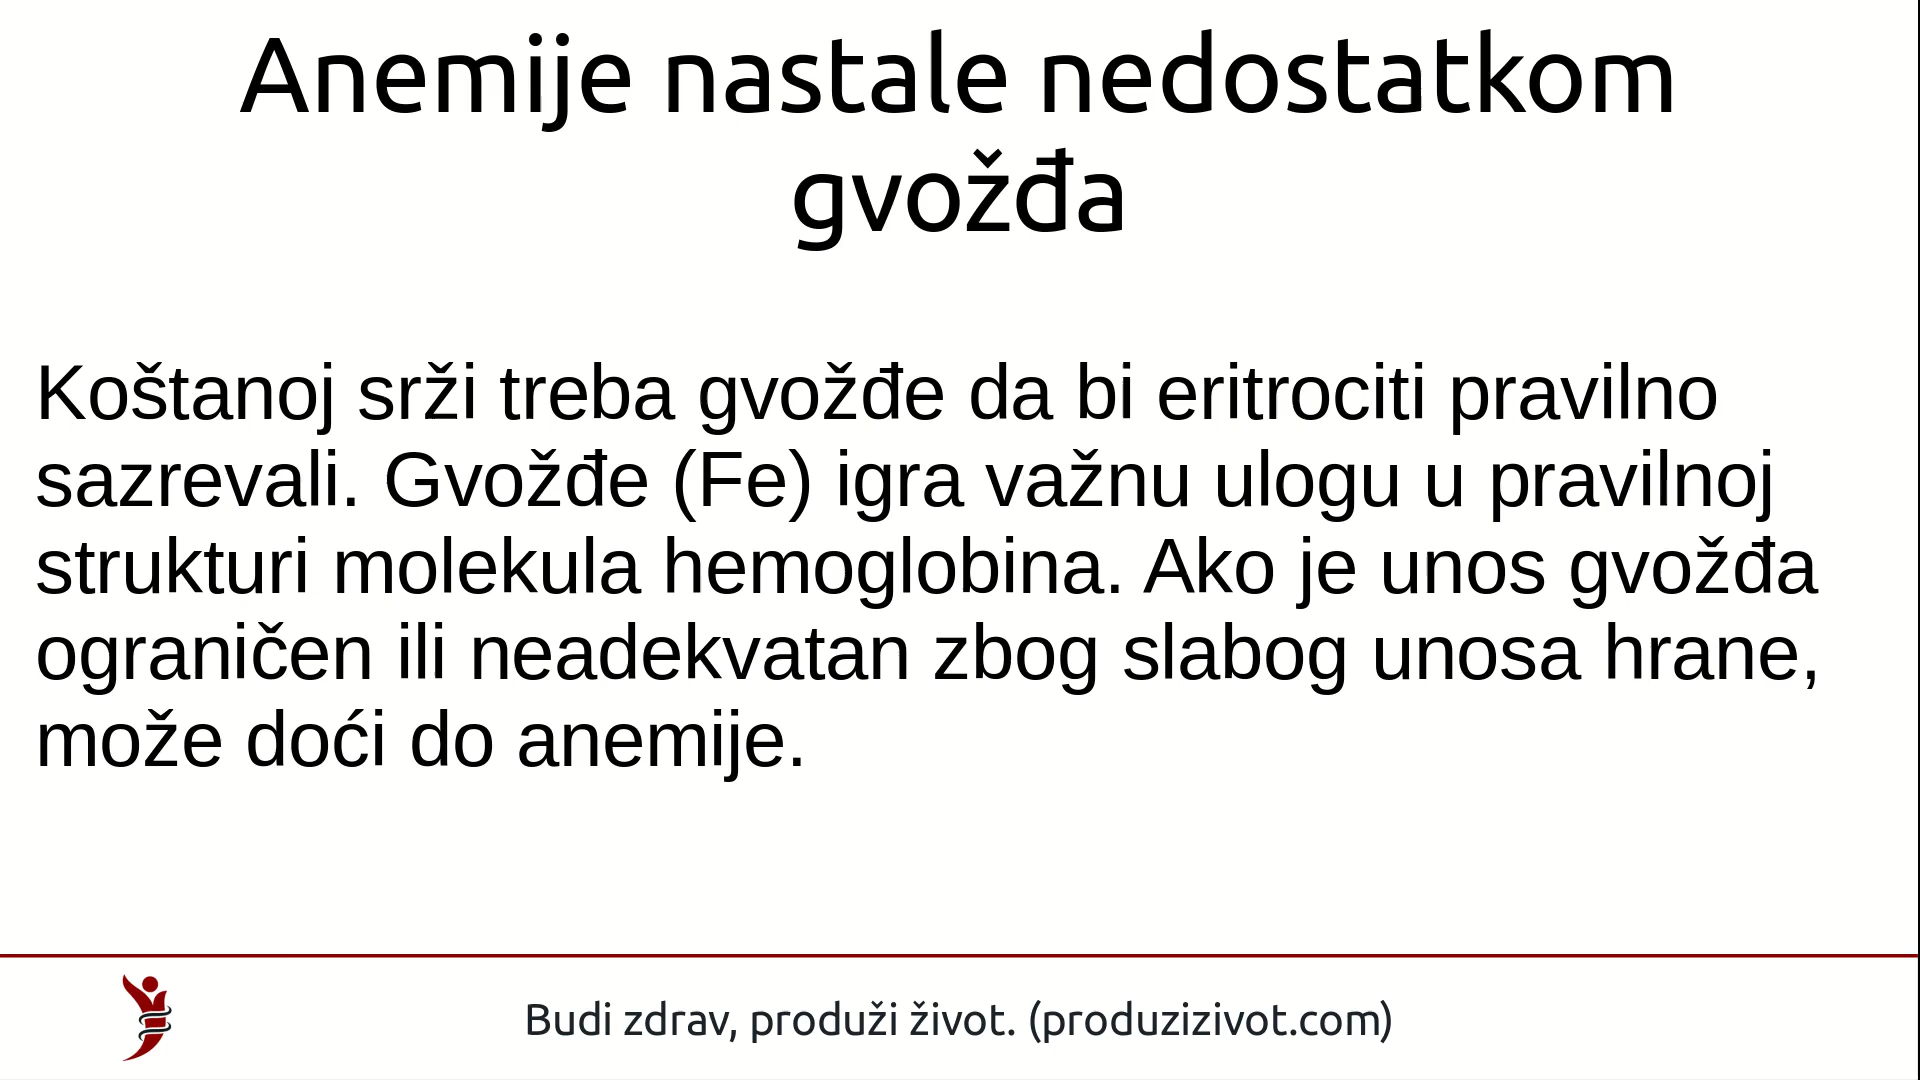 Anemije nastale nedostatkom
gvožđa
Koštanoj srži treba gvožđe da bi eritrociti pravilno
sazrevali. Gvožđe (Fe) igra važnu ulogu u pravilnoj
strukturi molekula hemoglobina. Ako je unos gvožđa
ograničen ili neadekvatan zbog slabog unosa hrane,
može doći do anemije.
Budi zdrav, produži život. (produzizivot.com)